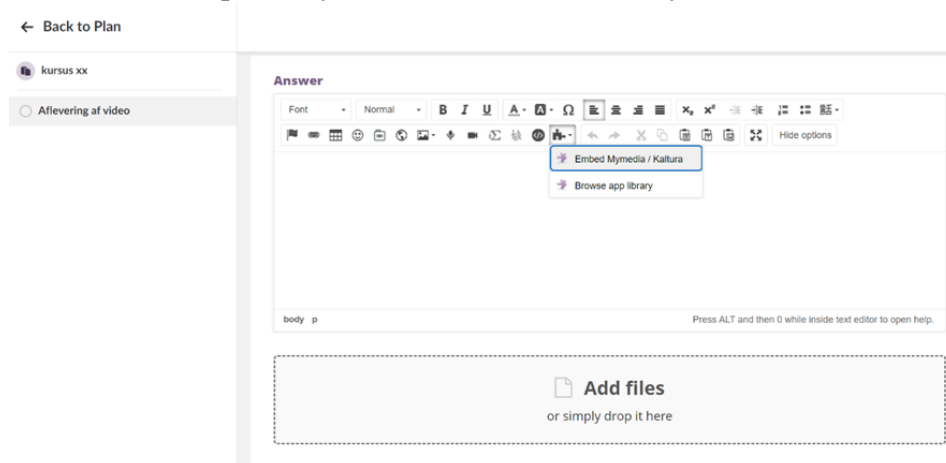 ← Back to Plan
kursus xx
Aflevering af video
Answer
Font Normal B I U A Ω x₂ x²
Hide options
Embed Mymedia / Kaltura
Browse app library
body p
Press ALT and then 0 while inside text editor to open help.
Add files
or simply drop it here